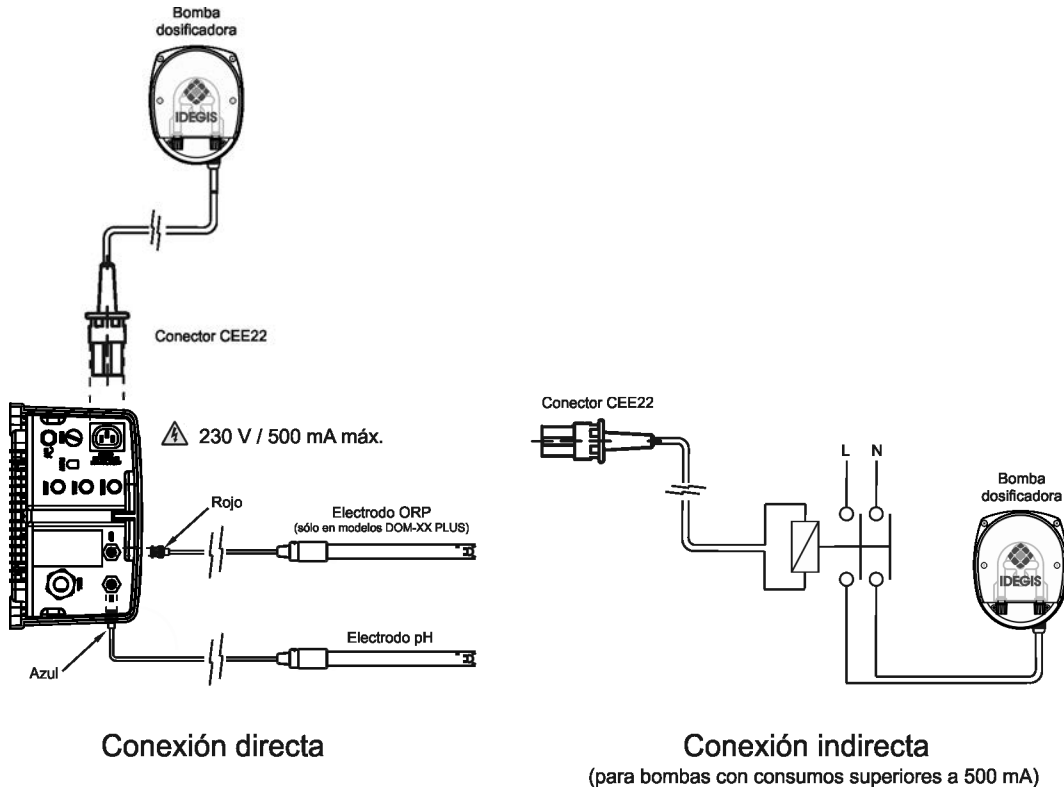 Bomba
dosificadora
IDEGIS
Conector CEE22
230 V / 500 mA máx.
Rojo
Electrodo ORP
(sólo en modelos DOM-XX PLUS)
Electrodo pH
Azul
Conexión directa
Conector CEE22
L N
Bomba
dosificadora
IDEGIS
Conexión indirecta
(para bombas con consumos superiores a 500 mA)